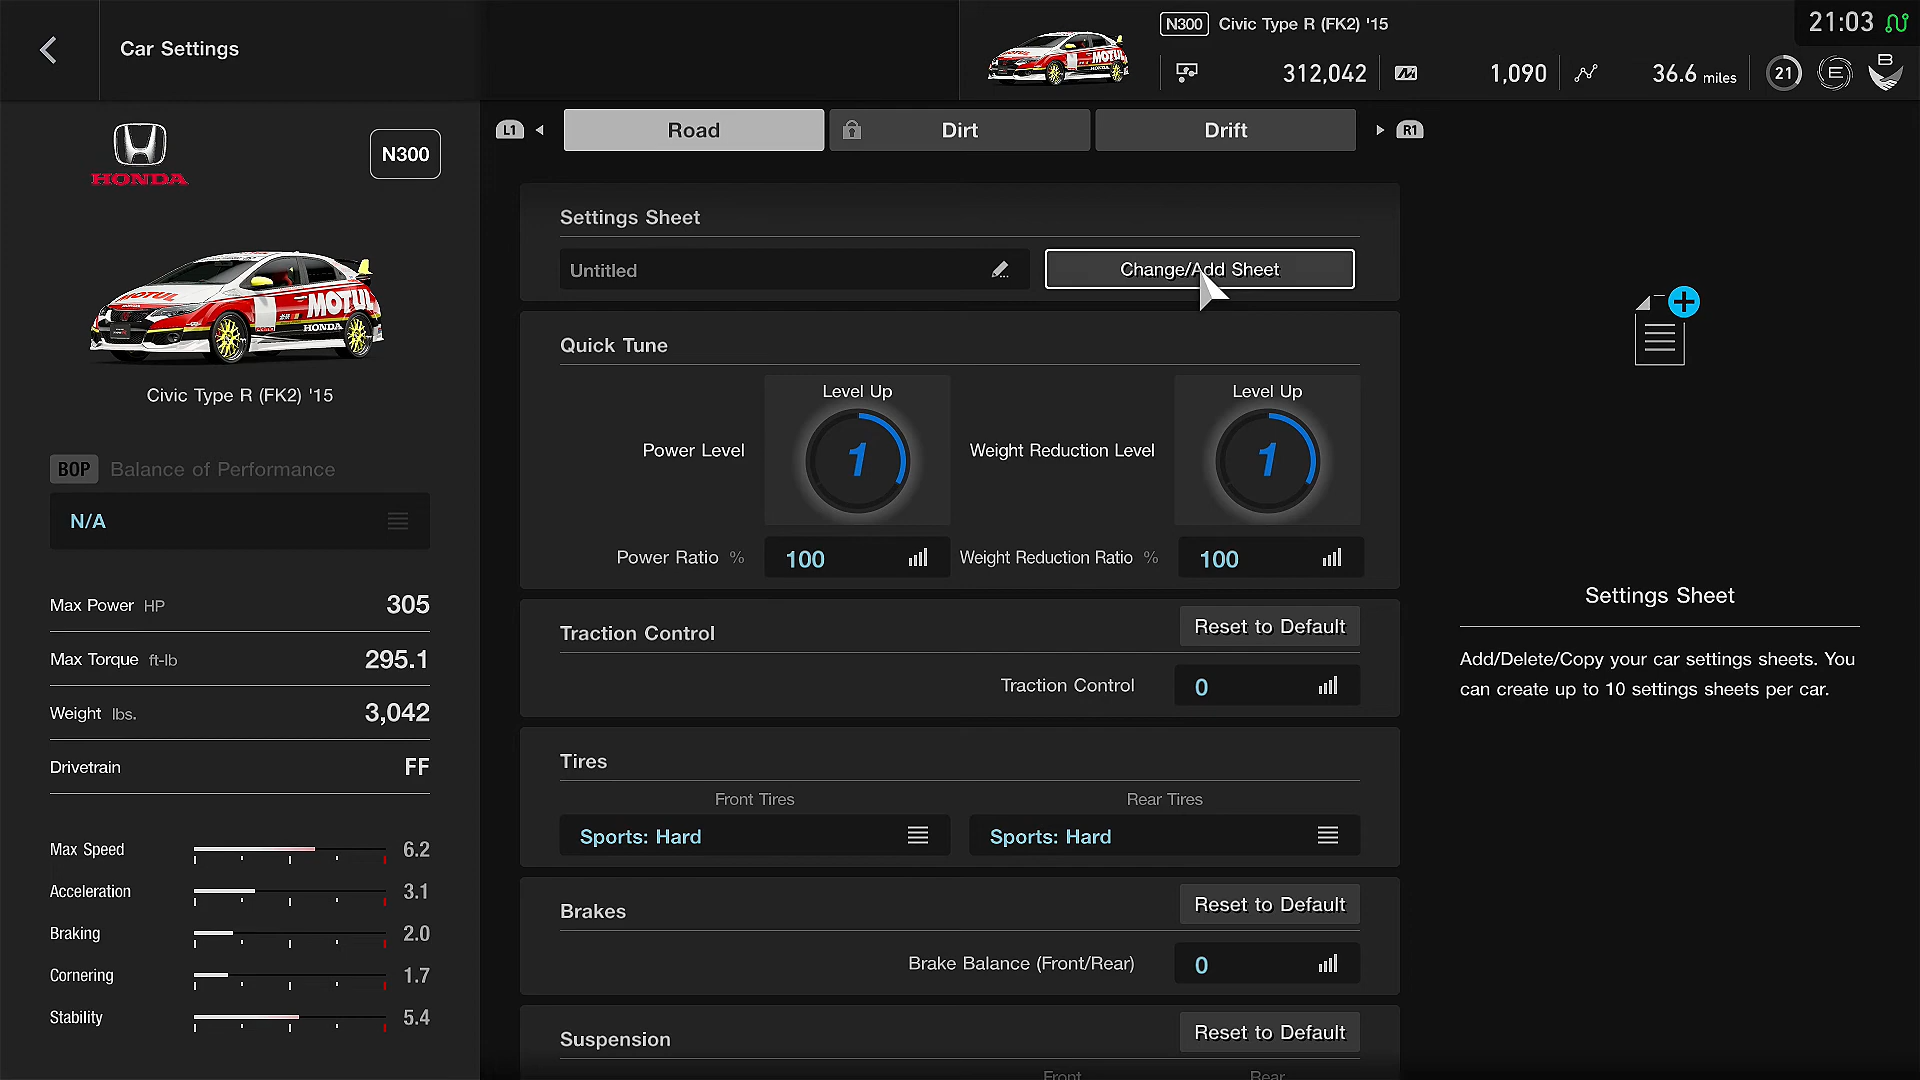 Car Settings
N300 Civic Type R (FK2) '15
21:03
312,042
1,090
36.6 miles
21
E
B
L1
Road
Dirt
Drift
R1
HONDA
N300
MOTUL
MOTUL
HONDA
Civic Type R (FK2) '15
BOP Balance of Performance
N/A
Max Power HP 305
Max Torque ft-lb 295.1
Weight lbs. 3,042
Drivetrain FF
Max Speed 6.2
Acceleration 3.1
Braking 2.0
Cornering 1.7
Stability 5.4
Settings Sheet
Untitled
Change/Add Sheet
Quick Tune
Level Up
Level Up
Power Level 1
Weight Reduction Level 1
Power Ratio % 100
Weight Reduction Ratio % 100
Traction Control
Reset to Default
Traction Control 0
Tires
Front Tires
Rear Tires
Sports: Hard
Sports: Hard
Brakes
Reset to Default
Brake Balance (Front/Rear) 0
Suspension
Reset to Default
Front
Rear
Settings Sheet
Add/Delete/Copy your car settings sheets. You
can create up to 10 settings sheets per car.